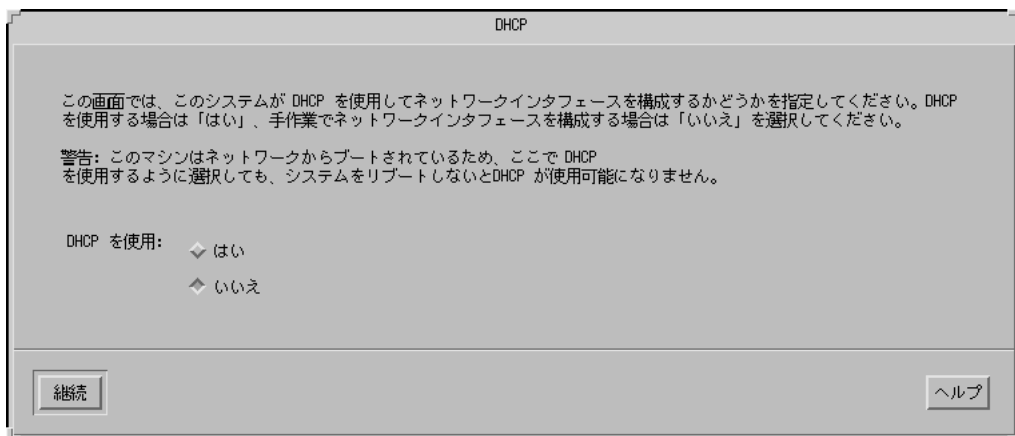 DHCP
この画面では、このシステムが DHCP を使用してネットワークインタフェースを構成するかどうかを指定してください。DHCP
を使用する場合は「はい」、手作業でネットワークインタフェースを構成する場合は「いいえ」を選択してください。
警告: このマシンはネットワークからブートされているため、ここで DHCP
を使用するように選択しても、システムをリブートしないとDHCP が使用可能になりません。
DHCP を使用:
はい
いいえ
継続
ヘルプ